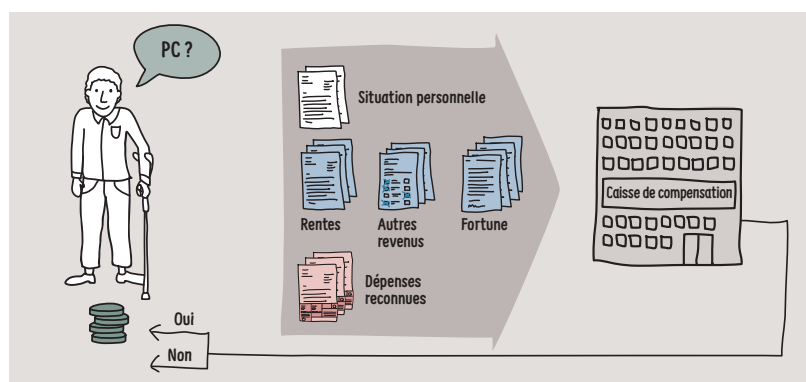 PC ?
Situation personnelle
Rentes
Autres
revenus
Fortune
Dépenses
reconnues
Caisse de compensation
Oui
Non